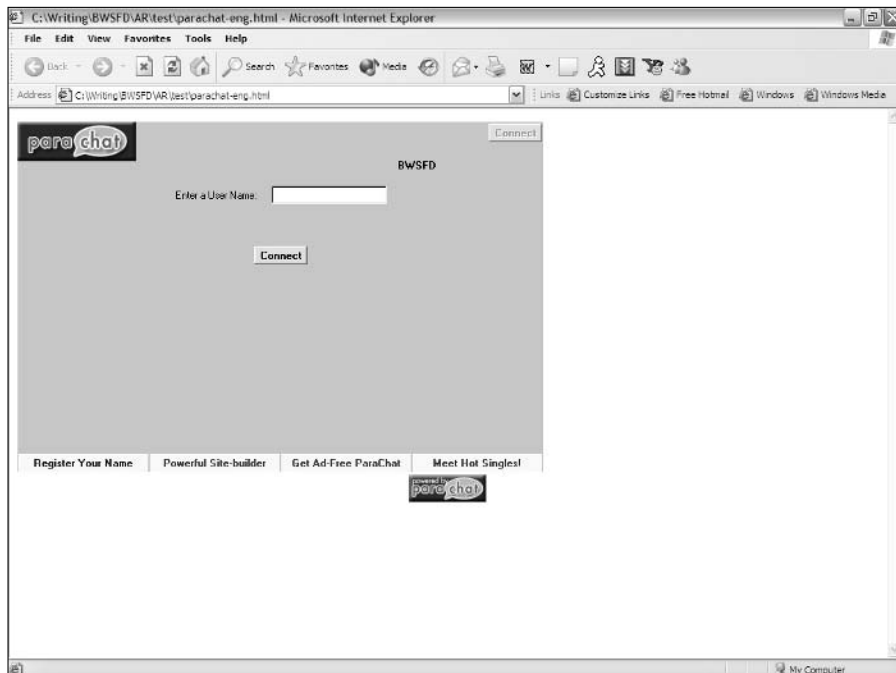 C:\Writing\BWSFD\AR\test\parachat-eng.html - Microsoft Internet Explorer
File Edit View Favorites Tools Help
Back Search Favorites Media
Address C:\Writing\BWSFD\AR\test\parachat-eng.html Links Customize Links Free Hotmail Windows Windows Media
para chat Connect
BWSFD
Enter a User Name:
Connect
Register Your Name Powerful Site-builder Get Ad-Free ParaChat Meet Hot Singles!
powered by
para chat
My Computer